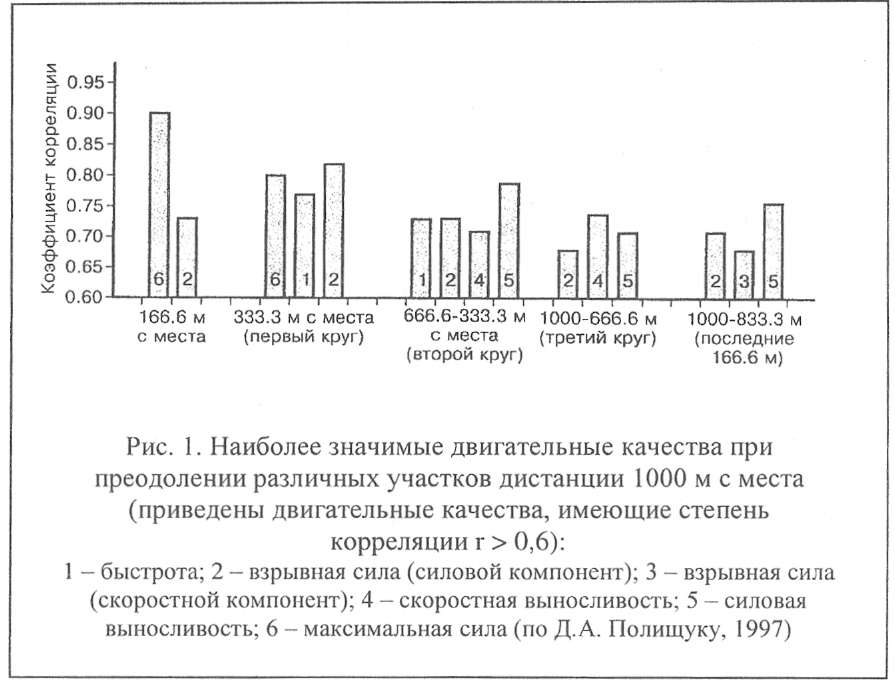 Коэффициент корреляции
0.95
0.90
0.85
0.80
0.75
0.70
0.65
0.60
6 2 6 1 2 1 2 4 5 2 4 5 2 3 5
166.6 м
с места
333.3 м с места
(первый круг)
666.6-333.3 м
с места
(второй круг)
1000-666.6 м
(третий круг)
1000-833.3 м
(последние
166.6 м)
Рис. 1. Наиболее значимые двигательные качества при
преодолении различных участков дистанции 1000 м с места
(приведены двигательные качества, имеющие степень
корреляции r > 0,6):
1 – быстрота; 2 – взрывная сила (силовой компонент); 3 – взрывная сила
(скоростной компонент); 4 – скоростная выносливость; 5 – силовая
выносливость; 6 – максимальная сила (по Д.А. Полищуку, 1997)